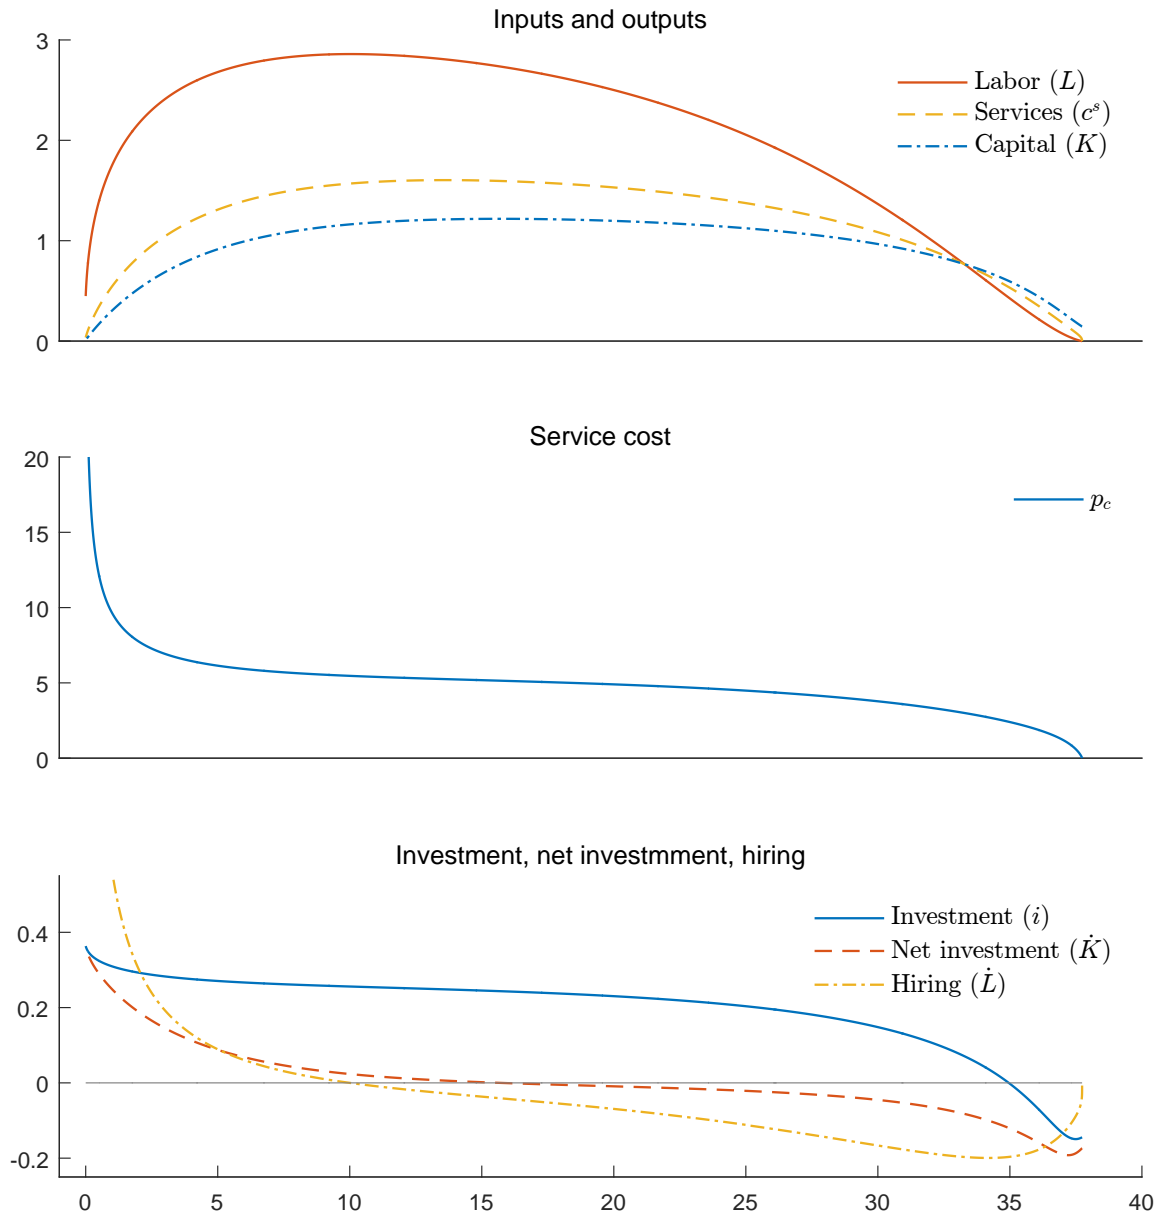 Inputs and outputs
3
2
1
0
Labor (L)
Services (cˢ)
Capital (K)
Service cost
20
15
10
5
0
p_c
Investment, net investmment, hiring
0.4
0.2
0
-0.2
Investment (i)
Net investment (K̇)
Hiring (L̇)
0 5 10 15 20 25 30 35 40